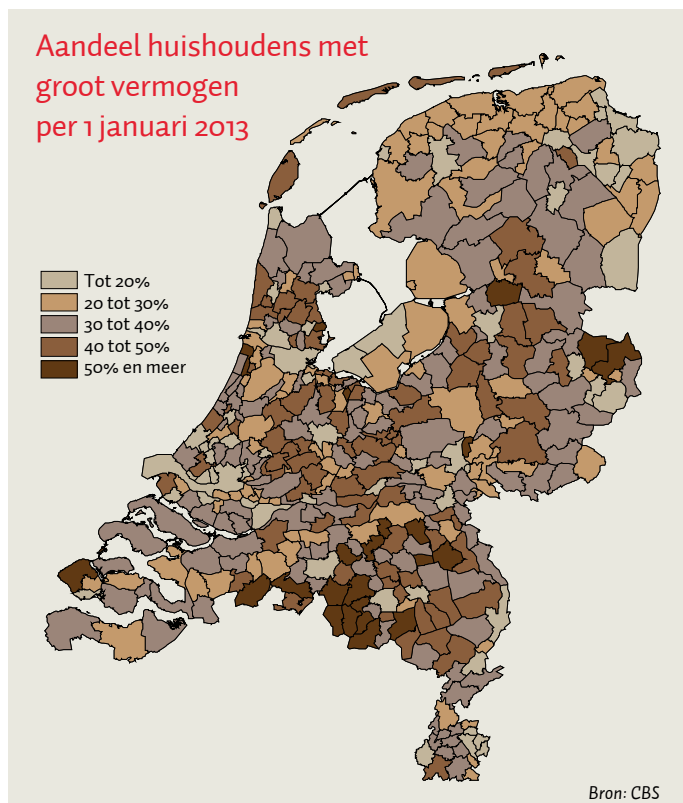 Aandeel huishoudens met
groot vermogen
per 1 januari 2013
Tot 20%
20 tot 30%
30 tot 40%
40 tot 50%
50% en meer
Bron: CBS